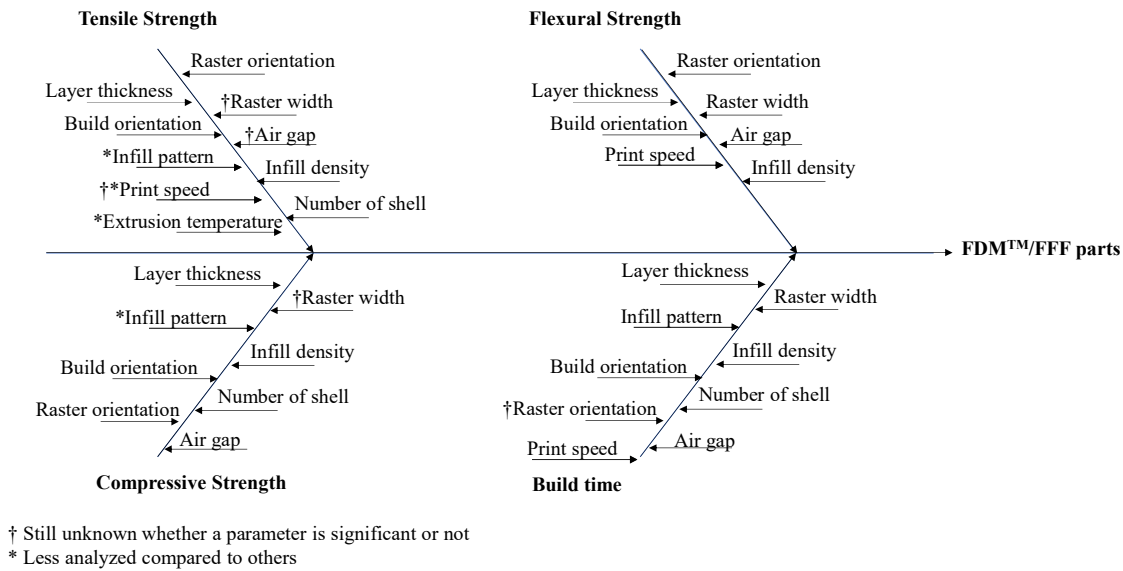 Tensile Strength
Raster orientation
Layer thickness
†Raster width
Build orientation
†Air gap
*Infill pattern
Infill density
†*Print speed
Number of shell
*Extrusion temperature
Flexural Strength
Raster orientation
Layer thickness
Raster width
Build orientation
Air gap
Print speed
Infill density
FDM™/FFF parts
Layer thickness
†Raster width
*Infill pattern
Infill density
Build orientation
Number of shell
Raster orientation
Air gap
Compressive Strength
Layer thickness
Raster width
Infill pattern
Infill density
Build orientation
Number of shell
†Raster orientation
Air gap
Print speed
Build time
† Still unknown whether a parameter is significant or not
* Less analyzed compared to others